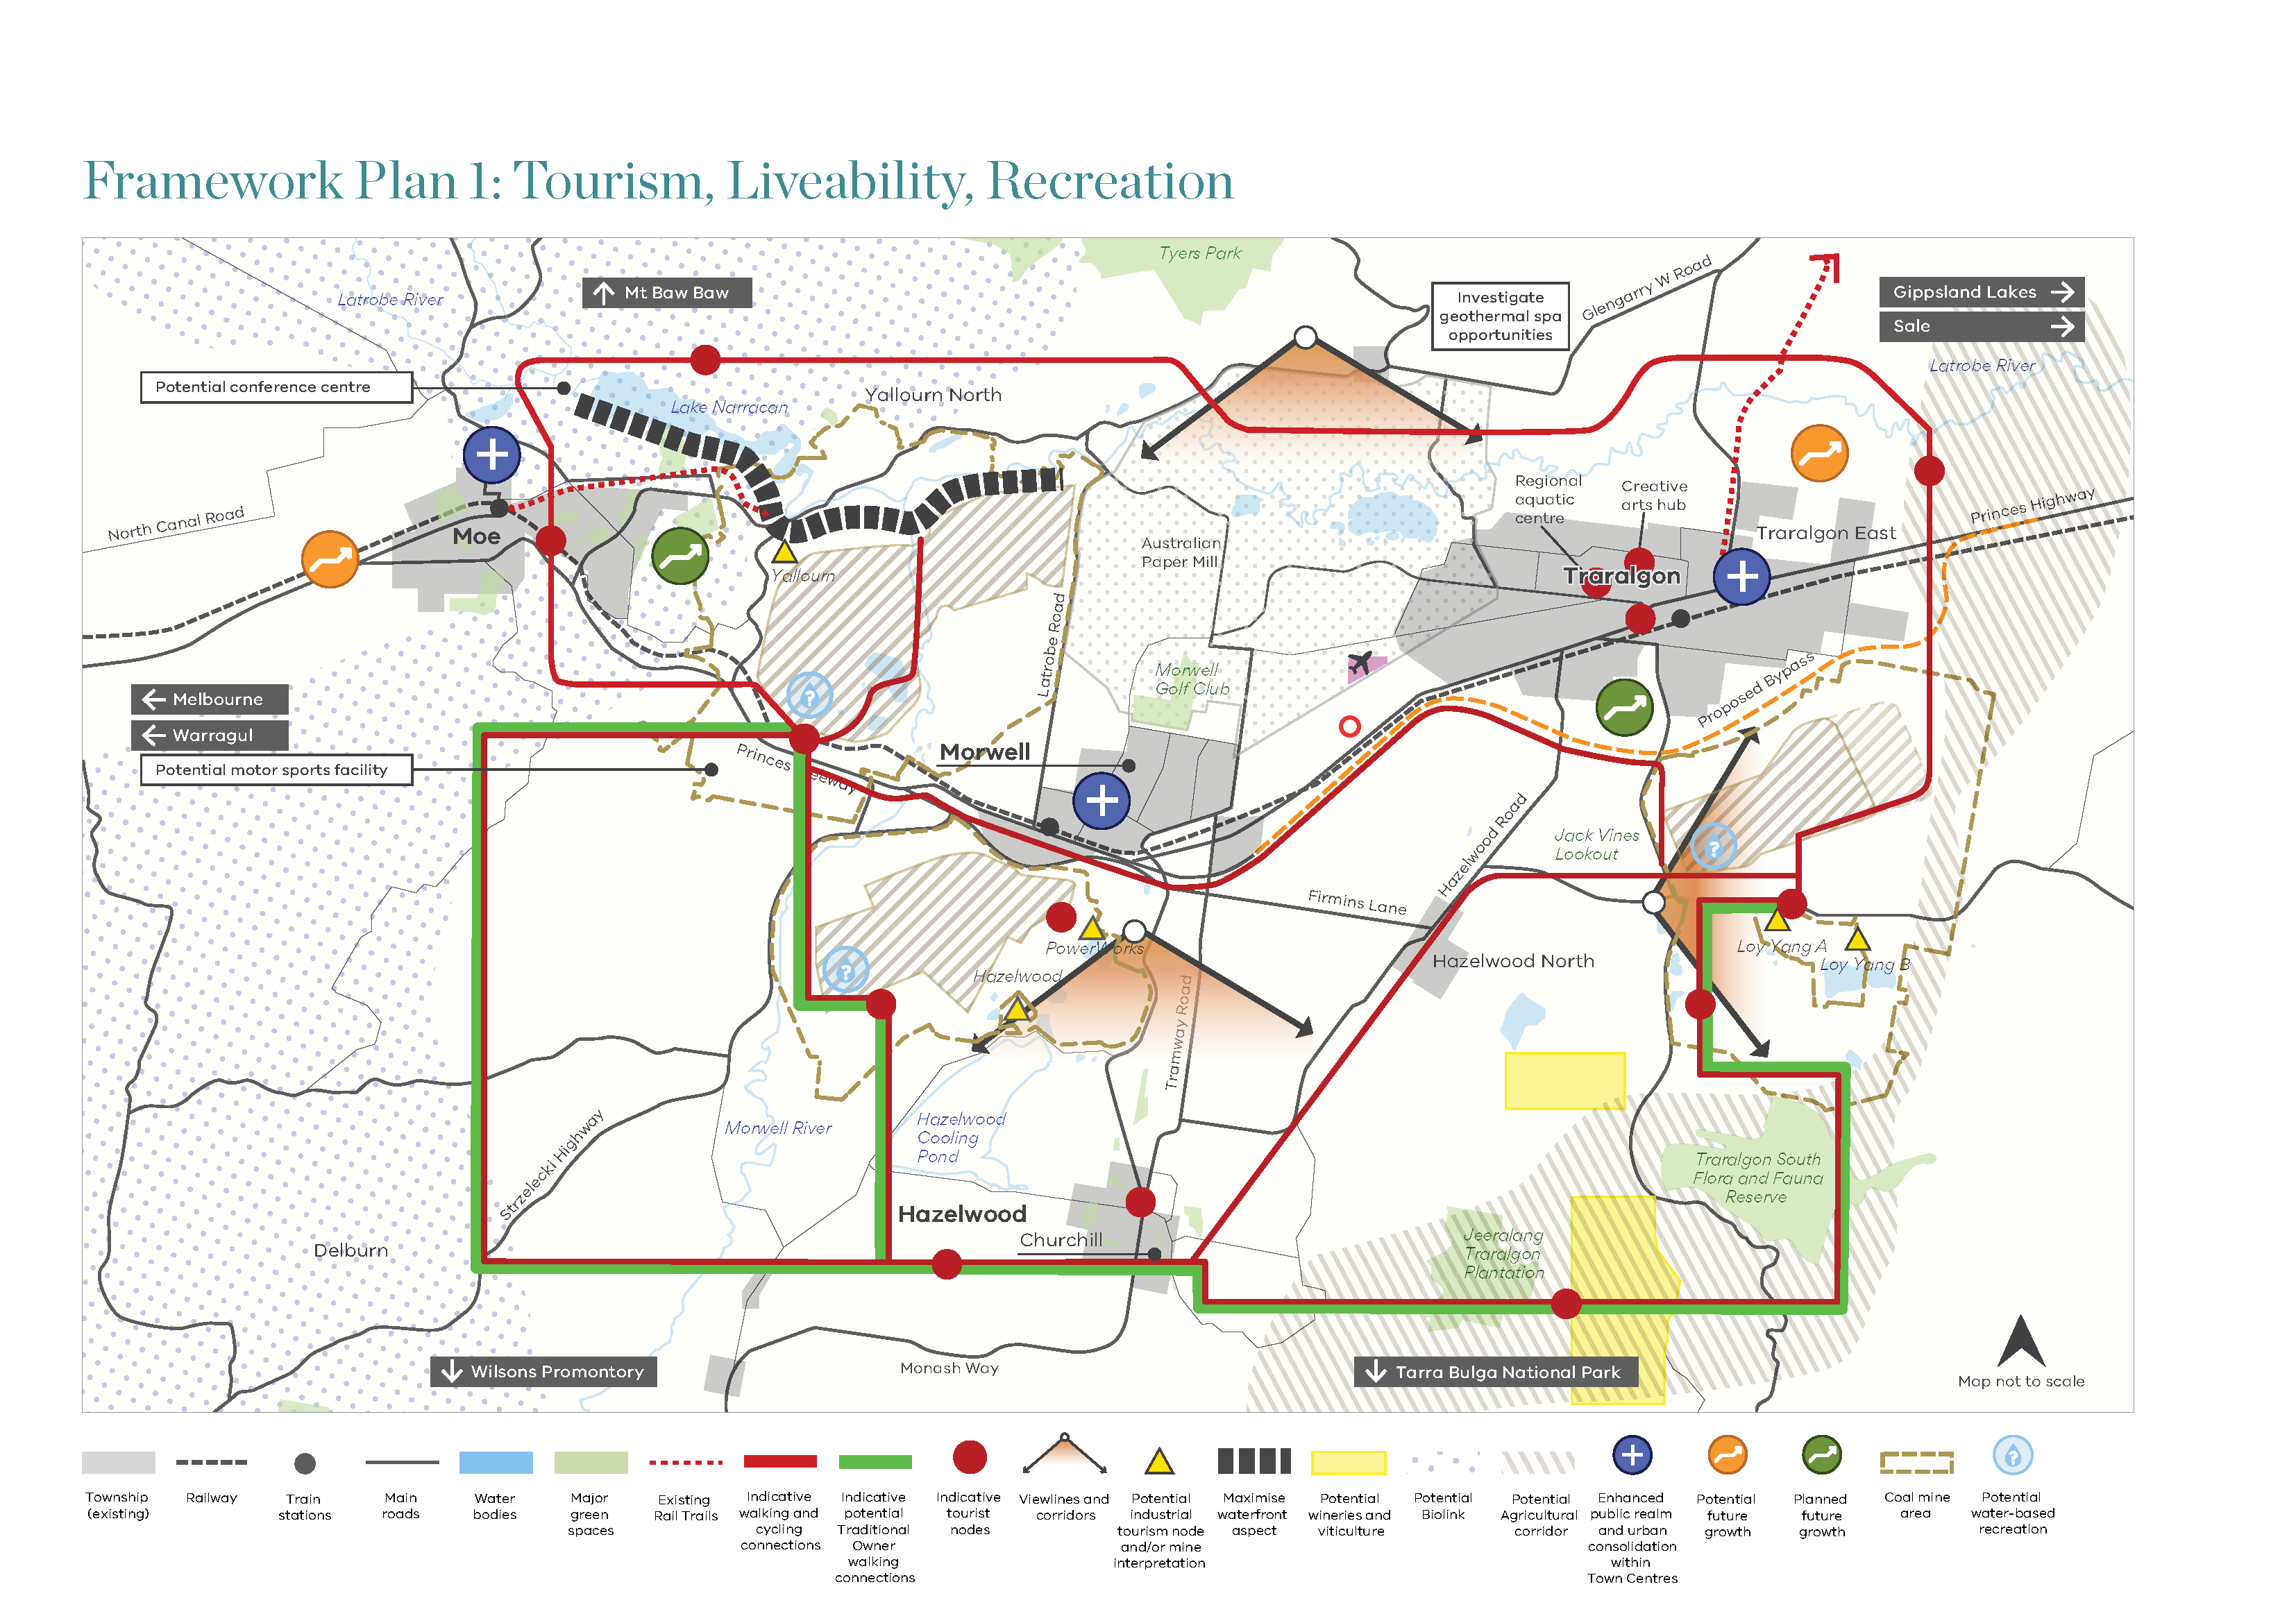 Framework Plan 1: Tourism, Liveability, Recreation
Tyers Park
Latrobe River
Mt Baw Baw
Investigate
geothermal spa
opportunities
Glengarry W Road
Gippsland Lakes
Sale
Latrobe River
Potential conference centre
Lake Narracan
Yallourn North
North Canal Road
Moe
Yallourn
Latrobe Road
Australian
Paper Mill
Regional
aquatic
centre
Creative
arts hub
Traralgon
Traralgon East
Princes Highway
Morwell
Golf Club
Proposed Bypass
Melbourne
Warragul
Potential motor sports facility
Princes Freeway
Morwell
Hazelwood Road
Jack Vines
Lookout
Firmins Lane
PowerWorks
Hazelwood
Hazelwood North
Loy Yang A
Loy Yang B
Tramway Road
Morwell River
Hazelwood
Cooling
Pond
Strzelecki Highway
Traralgon South
Flora and Fauna
Reserve
Hazelwood
Churchill
Delburn
Jeeralang
Traralgon
Plantation
Wilsons Promontory
Monash Way
Tarra Bulga National Park
Map not to scale
Township
(existing)
Railway
Train
stations
Main
roads
Water
bodies
Major
green
spaces
Existing
Rail Trails
Indicative
walking and
cycling
connections
Indicative
potential
Traditional
Owner
walking
connections
Indicative
tourist
nodes
Viewlines and
corridors
Potential
industrial
tourism node
and/or mine
interpretation
Maximise
waterfront
aspect
Potential
wineries and
viticulture
Potential
Biolink
Potential
Agricultural
corridor
Enhanced
public realm
and urban
consolidation
within
Town Centres
Potential
future
growth
Planned
future
growth
Coal mine
area
Potential
water-based
recreation